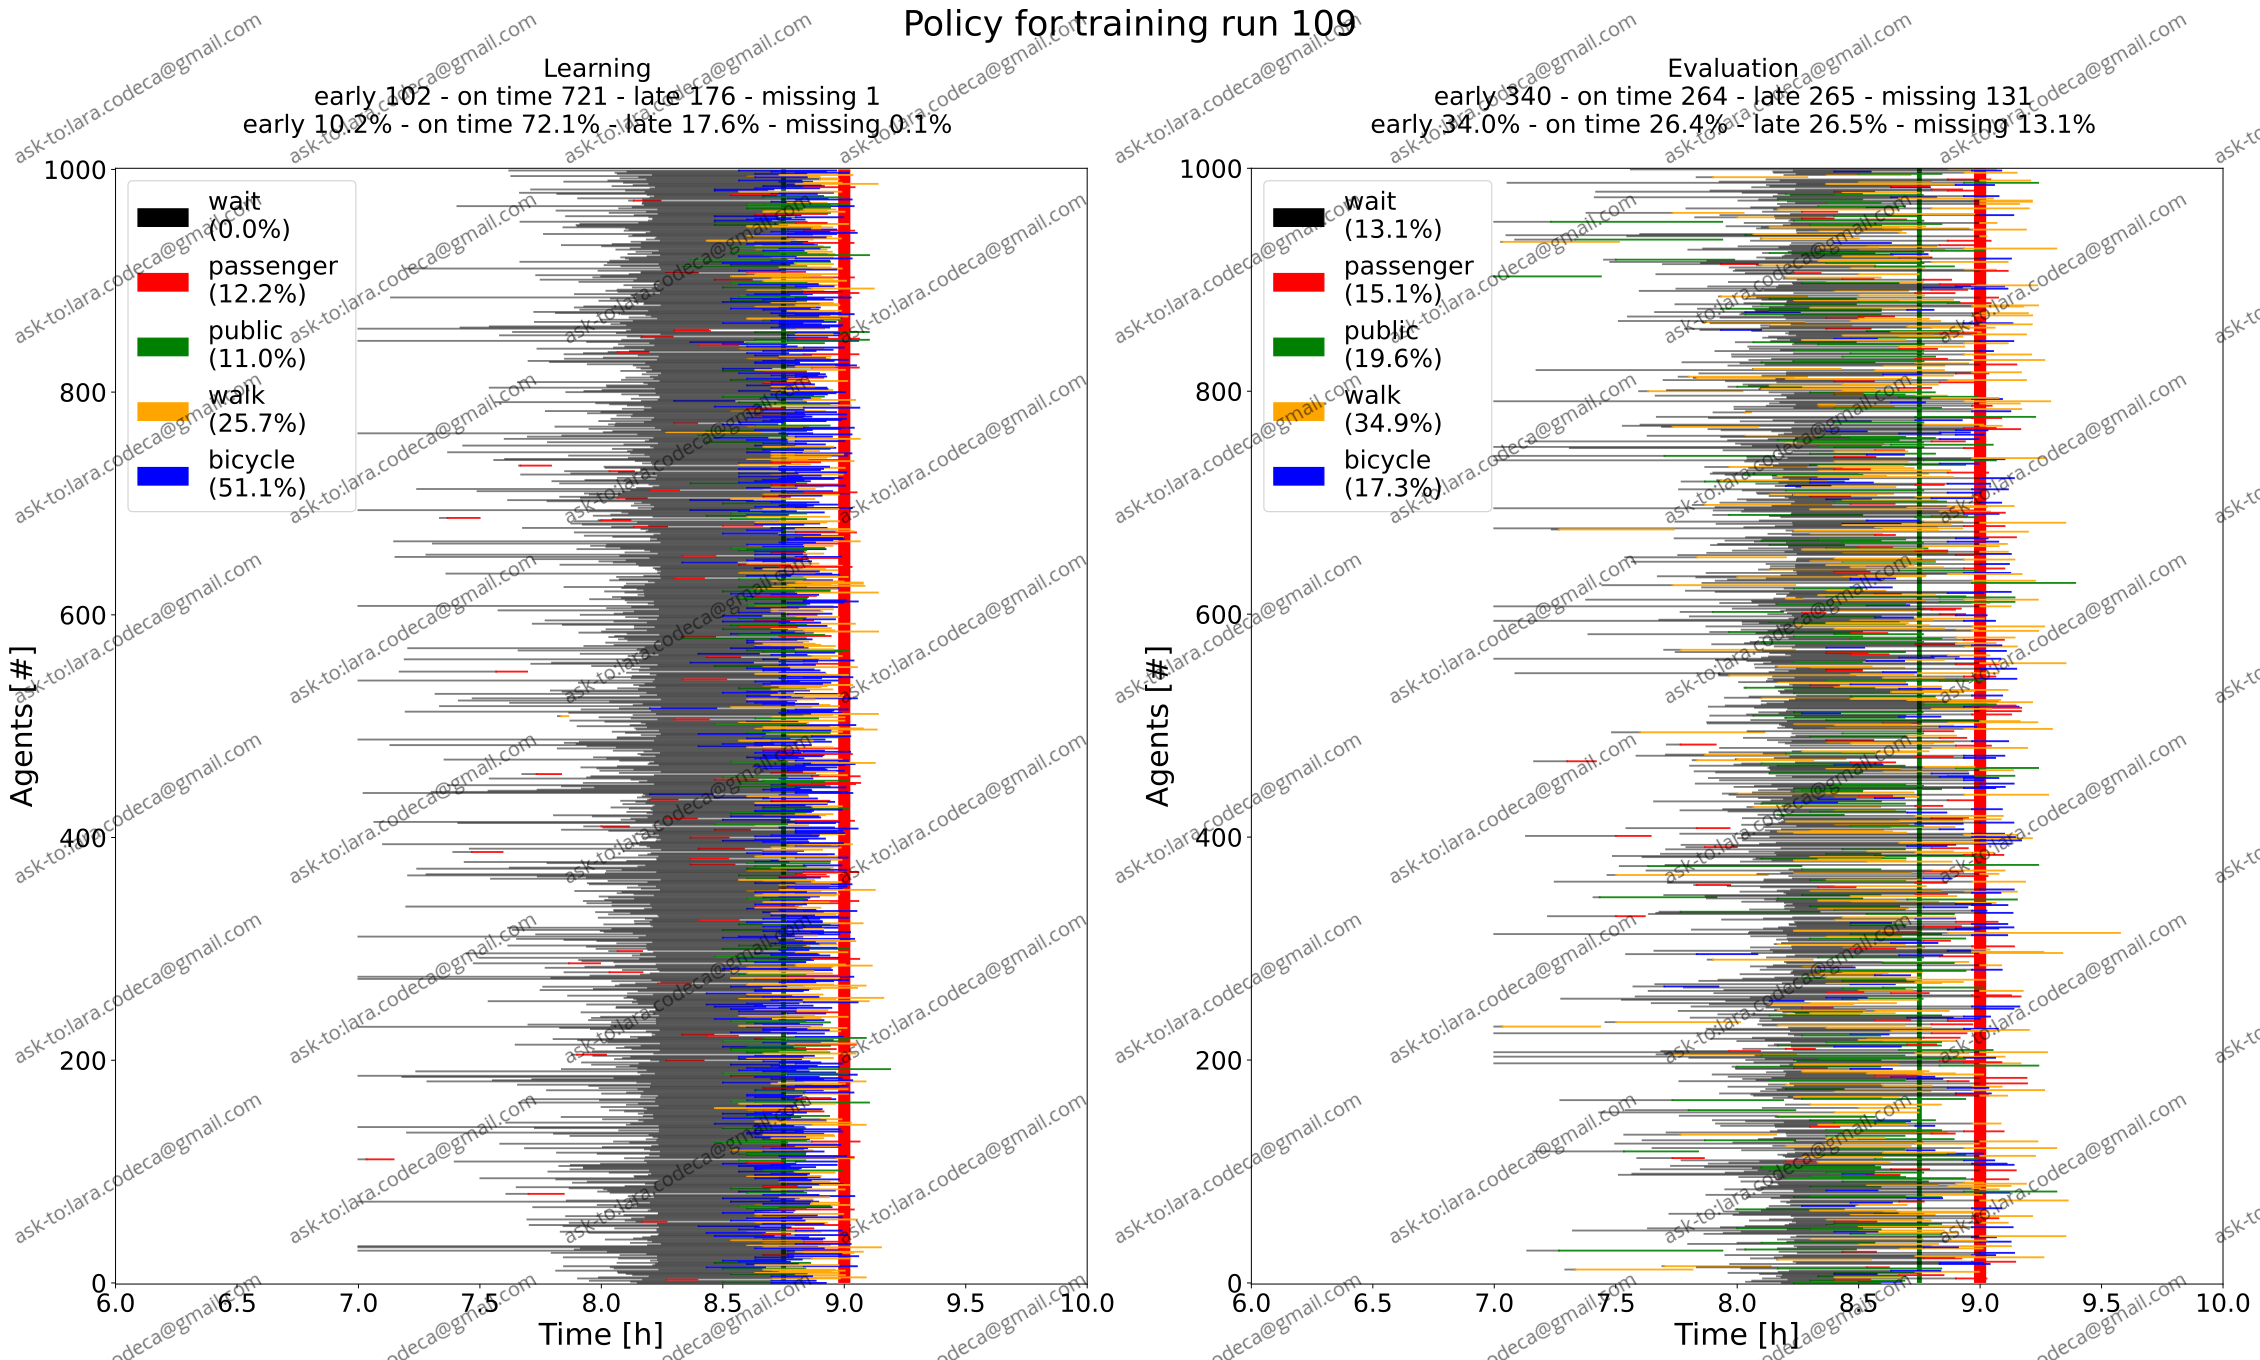 Policy for training run 109
Learning
early 102 - on time 721 - late 176 - missing 1
early 10.2% - on time 72.1% - late 17.6% - missing 0.1%
Agents [#]
1000
800
600
400
200
0
wait
(0.0%)
passenger
(12.2%)
public
(11.0%)
walk
(25.7%)
bicycle
(51.1%)
6.0 6.5 7.0 7.5 8.0 8.5 9.0 9.5 10.0
Time [h]
Evaluation
early 340 - on time 264 - late 265 - missing 131
early 34.0% - on time 26.4% - late 26.5% - missing 13.1%
Agents [#]
1000
800
600
400
200
0
wait
(13.1%)
passenger
(15.1%)
public
(19.6%)
walk
(34.9%)
bicycle
(17.3%)
6.0 6.5 7.0 7.5 8.0 8.5 9.0 9.5 10.0
Time [h]
ask-to:lara.codeca@gmail.com